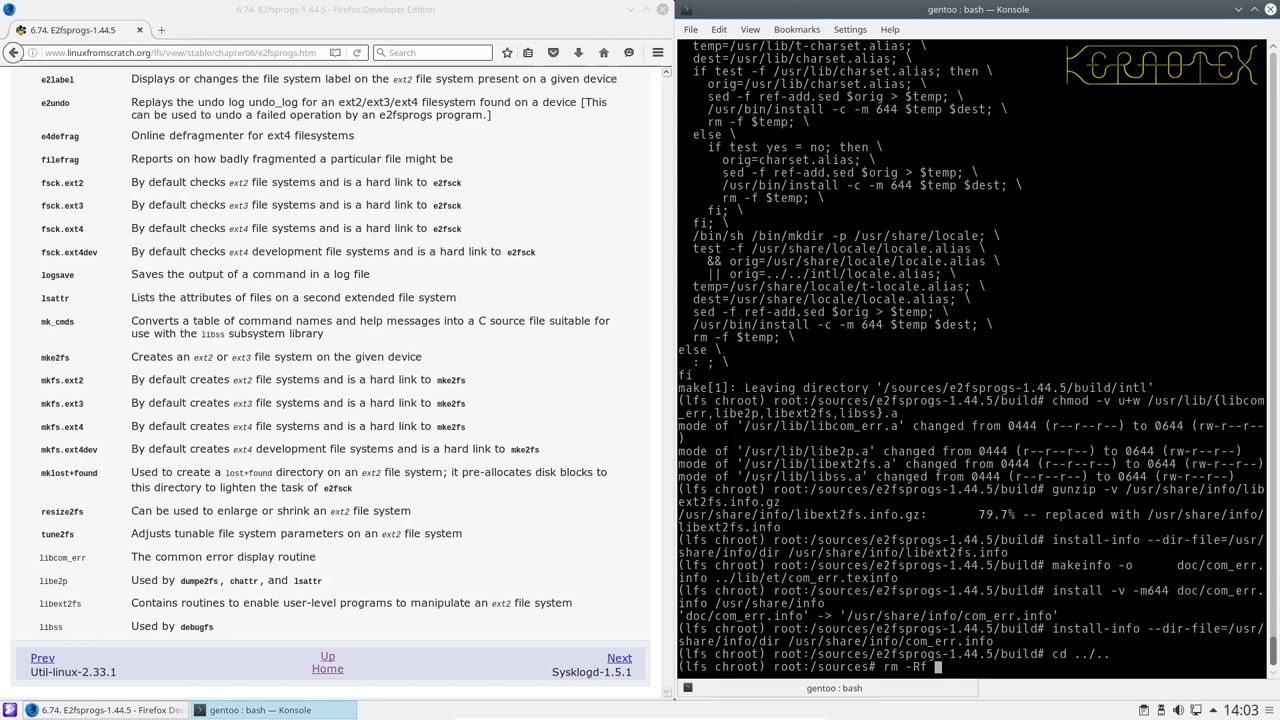 6.74. E2fsprogs-1.44.5 - Firefox Developer Edition
6.74. E2fsprogs-1.44.5
www.linuxfromscratch.org/lfs/view/stable/chapter06/e2fsprogs.htm
Search
e2label Displays or changes the file system label on the ext2 file system present on a given device
e2undo Replays the undo log undo_log for an ext2/ext3/ext4 filesystem found on a device [This
can be used to undo a failed operation by an e2fsprogs program.]
e4defrag Online defragmenter for ext4 filesystems
filefrag Reports on how badly fragmented a particular file might be
fsck.ext2 By default checks ext2 file systems and is a hard link to e2fsck
fsck.ext3 By default checks ext3 file systems and is a hard link to e2fsck
fsck.ext4 By default checks ext4 file systems and is a hard link to e2fsck
fsck.ext4dev By default checks ext4 development file systems and is a hard link to e2fsck
logsave Saves the output of a command in a log file
lsattr Lists the attributes of files on a second extended file system
mk_cmds Converts a table of command names and help messages into a C source file suitable for
use with the libss subsystem library
mke2fs Creates an ext2 or ext3 file system on the given device
mkfs.ext2 By default creates ext2 file systems and is a hard link to mke2fs
mkfs.ext3 By default creates ext3 file systems and is a hard link to mke2fs
mkfs.ext4 By default creates ext4 file systems and is a hard link to mke2fs
mkfs.ext4dev By default creates ext4 development file systems and is a hard link to mke2fs
mklost+found Used to create a lost+found directory on an ext2 file system; it pre-allocates disk blocks to
this directory to lighten the task of e2fsck
resize2fs Can be used to enlarge or shrink an ext2 file system
tune2fs Adjusts tunable file system parameters on an ext2 file system
libcom_err The common error display routine
libe2p Used by dumpe2fs, chattr, and lsattr
libext2fs Contains routines to enable user-level programs to manipulate an ext2 file system
libss Used by debugfs
Prev Up Next
Util-linux-2.33.1 Home Sysklogd-1.5.1
gentoo : bash — Konsole
File Edit View Bookmarks Settings Help
temp=/usr/lib/t-charset.alias; \
dest=/usr/lib/charset.alias; \
if test -f /usr/lib/charset.alias; then \
orig=/usr/lib/charset.alias; \
sed -f ref-add.sed $orig > $temp; \
/usr/bin/install -c -m 644 $temp $dest; \
rm -f $temp; \
else \
if test yes = no; then \
orig=charset.alias; \
sed -f ref-add.sed $orig > $temp; \
/usr/bin/install -c -m 644 $temp $dest; \
rm -f $temp; \
fi; \
fi; \
/bin/sh /bin/mkdir -p /usr/share/locale; \
test -f /usr/share/locale/locale.alias \
&& orig=/usr/share/locale/locale.alias \
|| orig=../../intl/locale.alias; \
temp=/usr/share/locale/t-locale.alias; \
dest=/usr/share/locale/locale.alias; \
sed -f ref-add.sed $orig > $temp; \
/usr/bin/install -c -m 644 $temp $dest; \
rm -f $temp; \
else \
: ; \
fi
make[1]: Leaving directory '/sources/e2fsprogs-1.44.5/build/intl'
(lfs chroot) root:/sources/e2fsprogs-1.44.5/build# chmod -v u+w /usr/lib/{libcom
_err,libe2p,libext2fs,libss}.a
mode of '/usr/lib/libcom_err.a' changed from 0444 (r--r--r--) to 0644 (rw-r--r--
)
mode of '/usr/lib/libe2p.a' changed from 0444 (r--r--r--) to 0644 (rw-r--r--)
mode of '/usr/lib/libext2fs.a' changed from 0444 (r--r--r--) to 0644 (rw-r--r--)
mode of '/usr/lib/libss.a' changed from 0444 (r--r--r--) to 0644 (rw-r--r--)
(lfs chroot) root:/sources/e2fsprogs-1.44.5/build# gunzip -v /usr/share/info/lib
ext2fs.info.gz
/usr/share/info/libext2fs.info.gz: 79.7% -- replaced with /usr/share/info/
libext2fs.info
(lfs chroot) root:/sources/e2fsprogs-1.44.5/build# install-info --dir-file=/usr/
share/info/dir /usr/share/info/libext2fs.info
(lfs chroot) root:/sources/e2fsprogs-1.44.5/build# makeinfo -o doc/com_err.
info ../lib/et/com_err.texinfo
(lfs chroot) root:/sources/e2fsprogs-1.44.5/build# install -v -m644 doc/com_err.
info /usr/share/info
'doc/com_err.info' -> '/usr/share/info/com_err.info'
(lfs chroot) root:/sources/e2fsprogs-1.44.5/build# install-info --dir-file=/usr/
share/info/dir /usr/share/info/com_err.info
(lfs chroot) root:/sources/e2fsprogs-1.44.5/build# cd ../..
(lfs chroot) root:/sources# rm -Rf
gentoo : bash
6.74. E2fsprogs-1.44.5 - Firefox Dev
gentoo : bash — Konsole
14:03